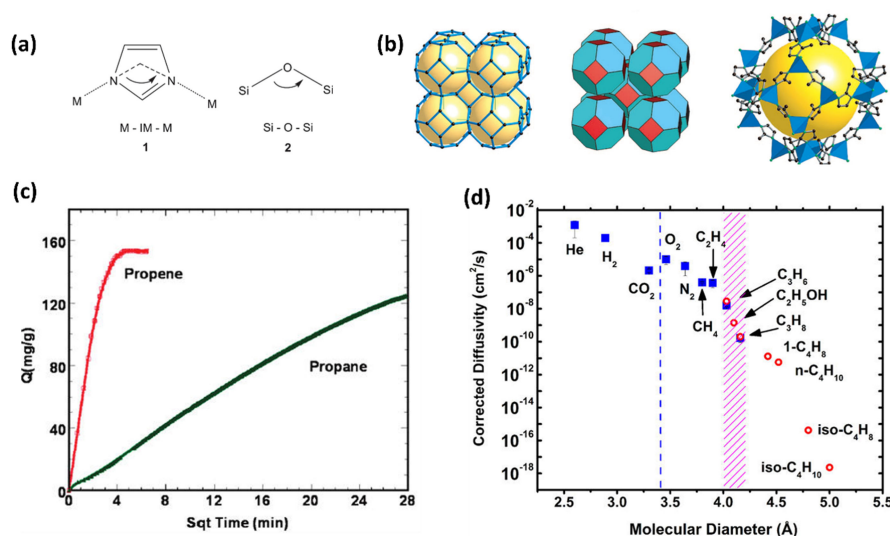 (a)
N
N
M
M
M - IM - M
1
O
Si
Si
Si - O - Si
2
(b)
(c)
Q(mg/g)
160
120
80
40
0
Propene
Propane
0
4
8
12
16
20
24
28
Sqt Time (min)
(d)
Corrected Diffusivity (cm²/s)
10⁻²
10⁻⁴
10⁻⁶
10⁻⁸
10⁻¹⁰
10⁻¹²
10⁻¹⁴
10⁻¹⁶
10⁻¹⁸
He
H₂
CO₂
O₂
N₂
CH₄
C₂H₄
C₃H₆
C₂H₅OH
C₃H₈
1-C₄H₈
n-C₄H₁₀
iso-C₄H₈
iso-C₄H₁₀
2.5
3.0
3.5
4.0
4.5
5.0
5.5
Molecular Diameter (Å)